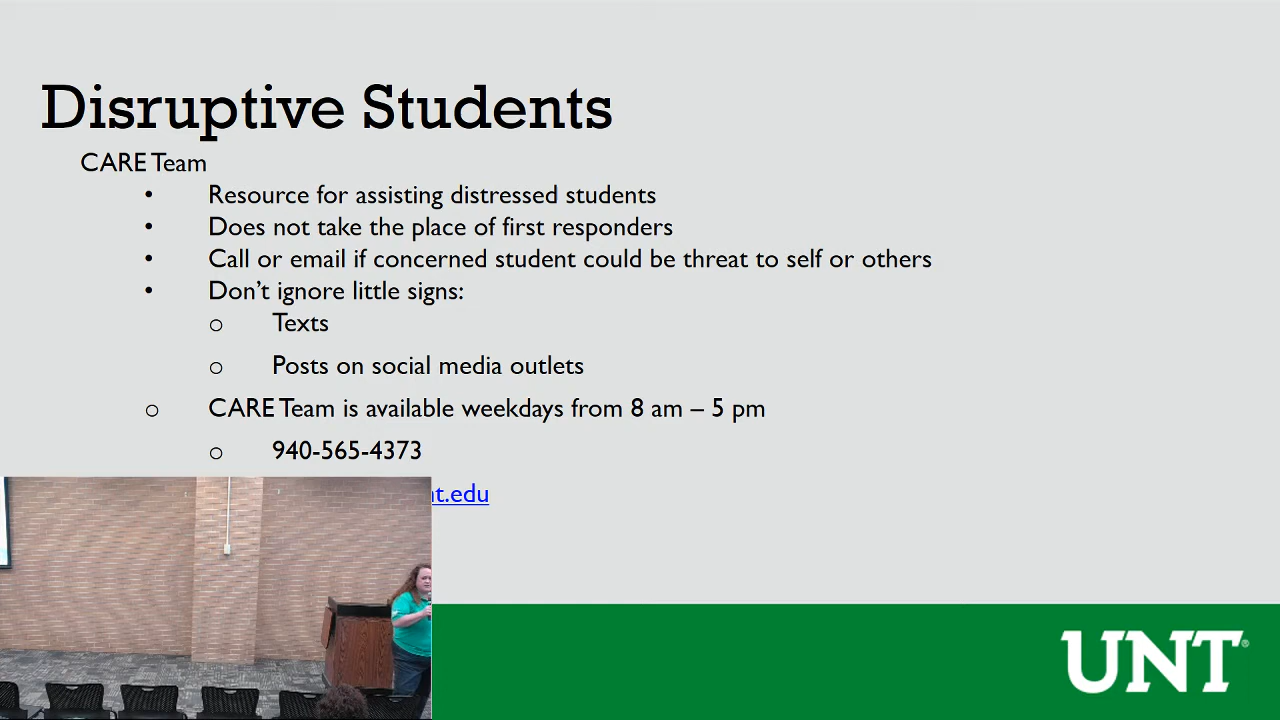 Disruptive Students
CARE Team
• Resource for assisting distressed students
• Does not take the place of first responders
• Call or email if concerned student could be threat to self or others
• Don’t ignore little signs:
o Texts
o Posts on social media outlets
o CARE Team is available weekdays from 8 am – 5 pm
o 940-565-4373
nt.edu
UNT®